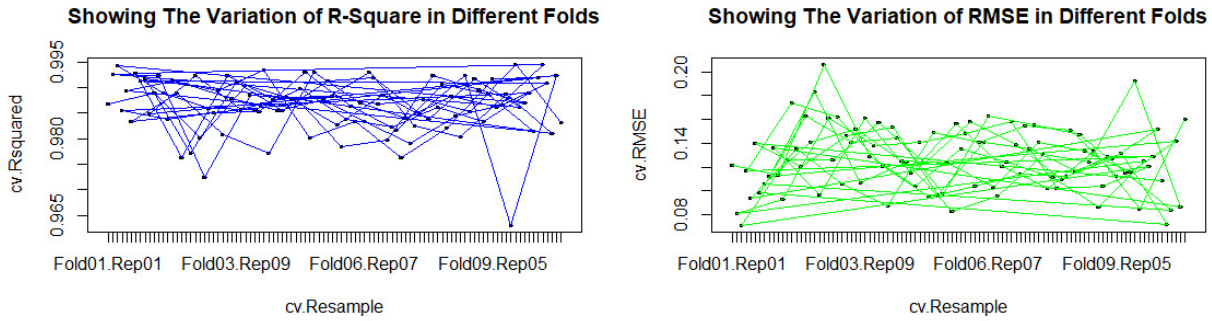 Showing The Variation of R-Square in Different Folds
cv.Rsquared
0.995
0.980
0.965
Fold01.Rep01 Fold03.Rep09 Fold06.Rep07 Fold09.Rep05
cv.Resample
Showing The Variation of RMSE in Different Folds
cv.RMSE
0.20
0.14
0.08
Fold01.Rep01 Fold03.Rep09 Fold06.Rep07 Fold09.Rep05
cv.Resample